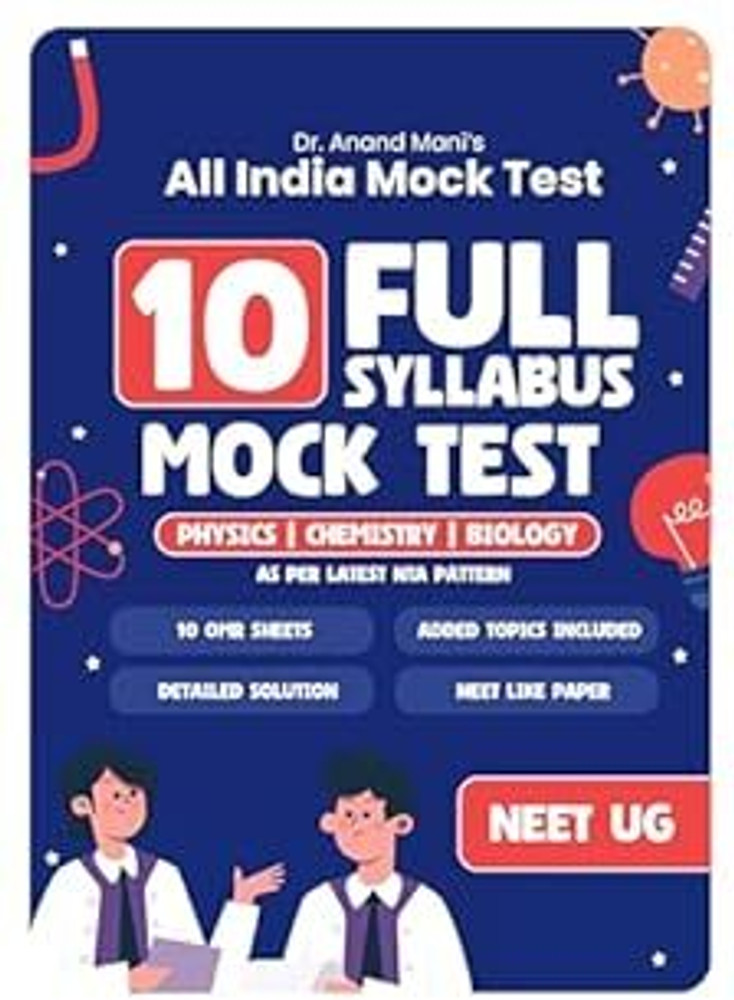 Dr. Anand Mani's
All India Mock Test
10 FULL
SYLLABUS
MOCK TEST
PHYSICS | CHEMISTRY | BIOLOGY
AS PER LATEST NTA PATTERN
10 OMR SHEETS
ADDED TOPICS INCLUDED
DETAILED SOLUTION
NEET LIKE PAPER
NEET UG